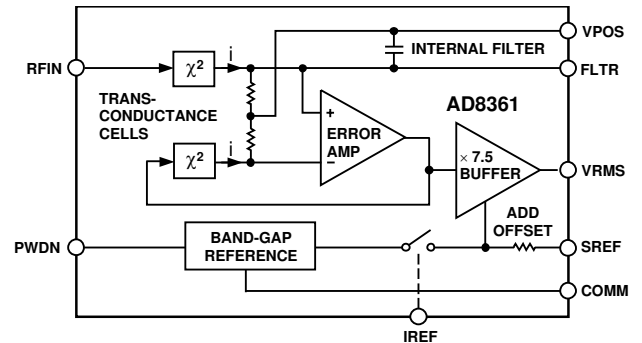 VPOS
INTERNAL FILTER
RFIN
χ²
i
FLTR
TRANS-
CONDUCTANCE
CELLS
AD8361
+
ERROR
AMP
–
χ²
i
× 7.5
BUFFER
VRMS
ADD
OFFSET
PWDN
BAND-GAP
REFERENCE
SREF
COMM
IREF